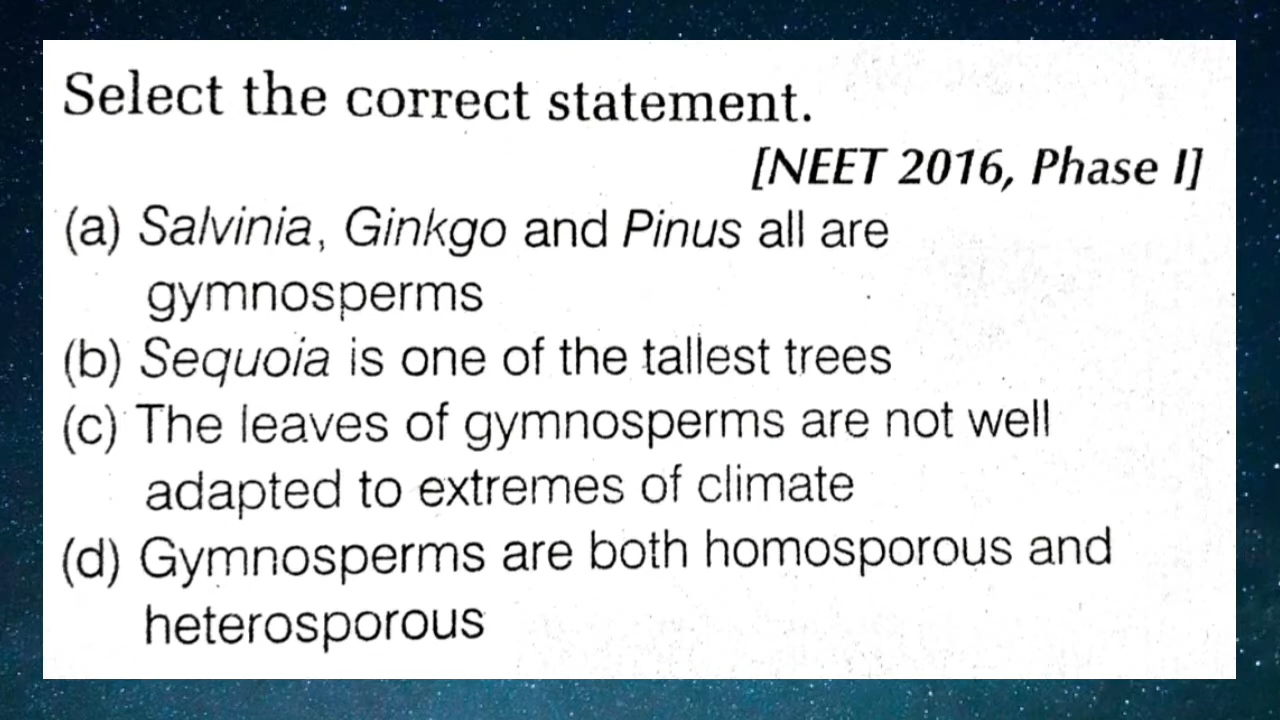 Select the correct statement.
[NEET 2016, Phase I]
(a) Salvinia, Ginkgo and Pinus all are
gymnosperms
(b) Sequoia is one of the tallest trees
(c) The leaves of gymnosperms are not well
adapted to extremes of climate
(d) Gymnosperms are both homosporous and
heterosporous